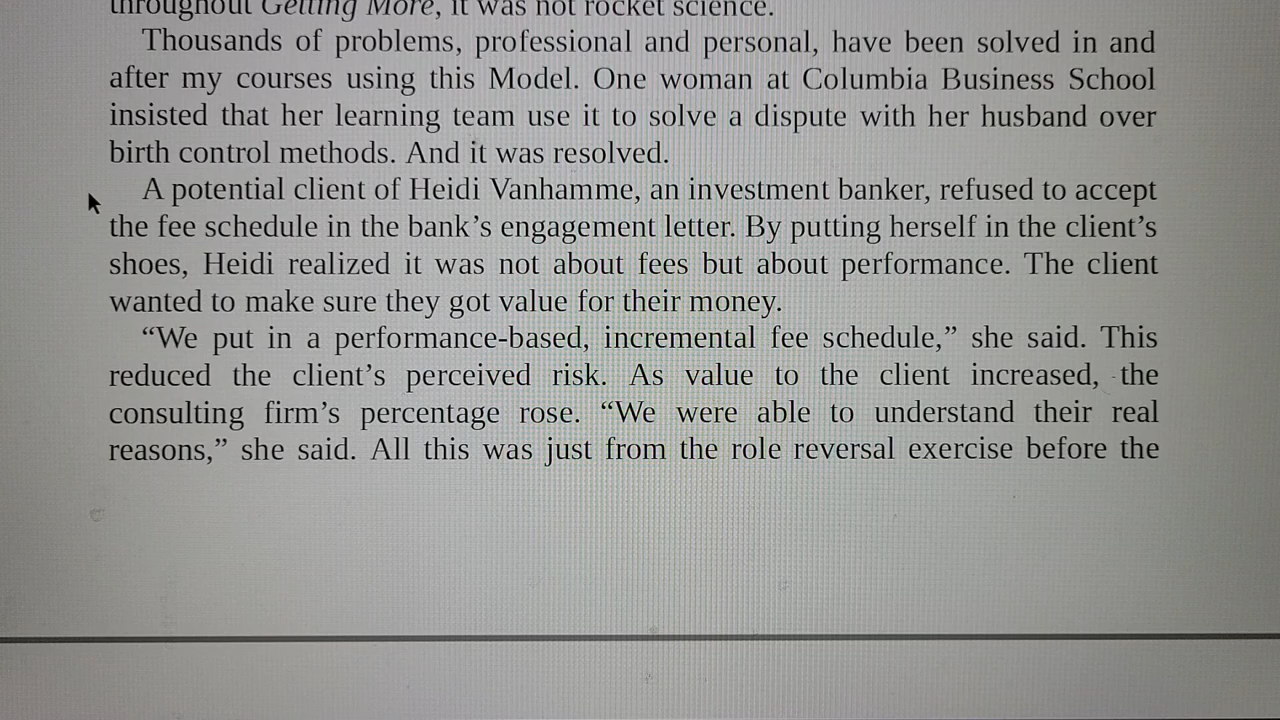 throughout Getting More, it was not rocket science.
Thousands of problems, professional and personal, have been solved in and
after my courses using this Model. One woman at Columbia Business School
insisted that her learning team use it to solve a dispute with her husband over
birth control methods. And it was resolved.
A potential client of Heidi Vanhamme, an investment banker, refused to accept
the fee schedule in the bank’s engagement letter. By putting herself in the client’s
shoes, Heidi realized it was not about fees but about performance. The client
wanted to make sure they got value for their money.
“We put in a performance-based, incremental fee schedule,” she said. This
reduced the client’s perceived risk. As value to the client increased, the
consulting firm’s percentage rose. “We were able to understand their real
reasons,” she said. All this was just from the role reversal exercise before the